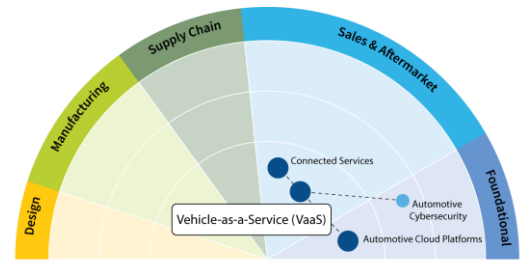 Supply Chain
Sales & Aftermarket
Manufacturing
Foundational
Design
Connected Services
Automotive
Cybersecurity
Vehicle-as-a-Service (VaaS)
Automotive Cloud Platforms